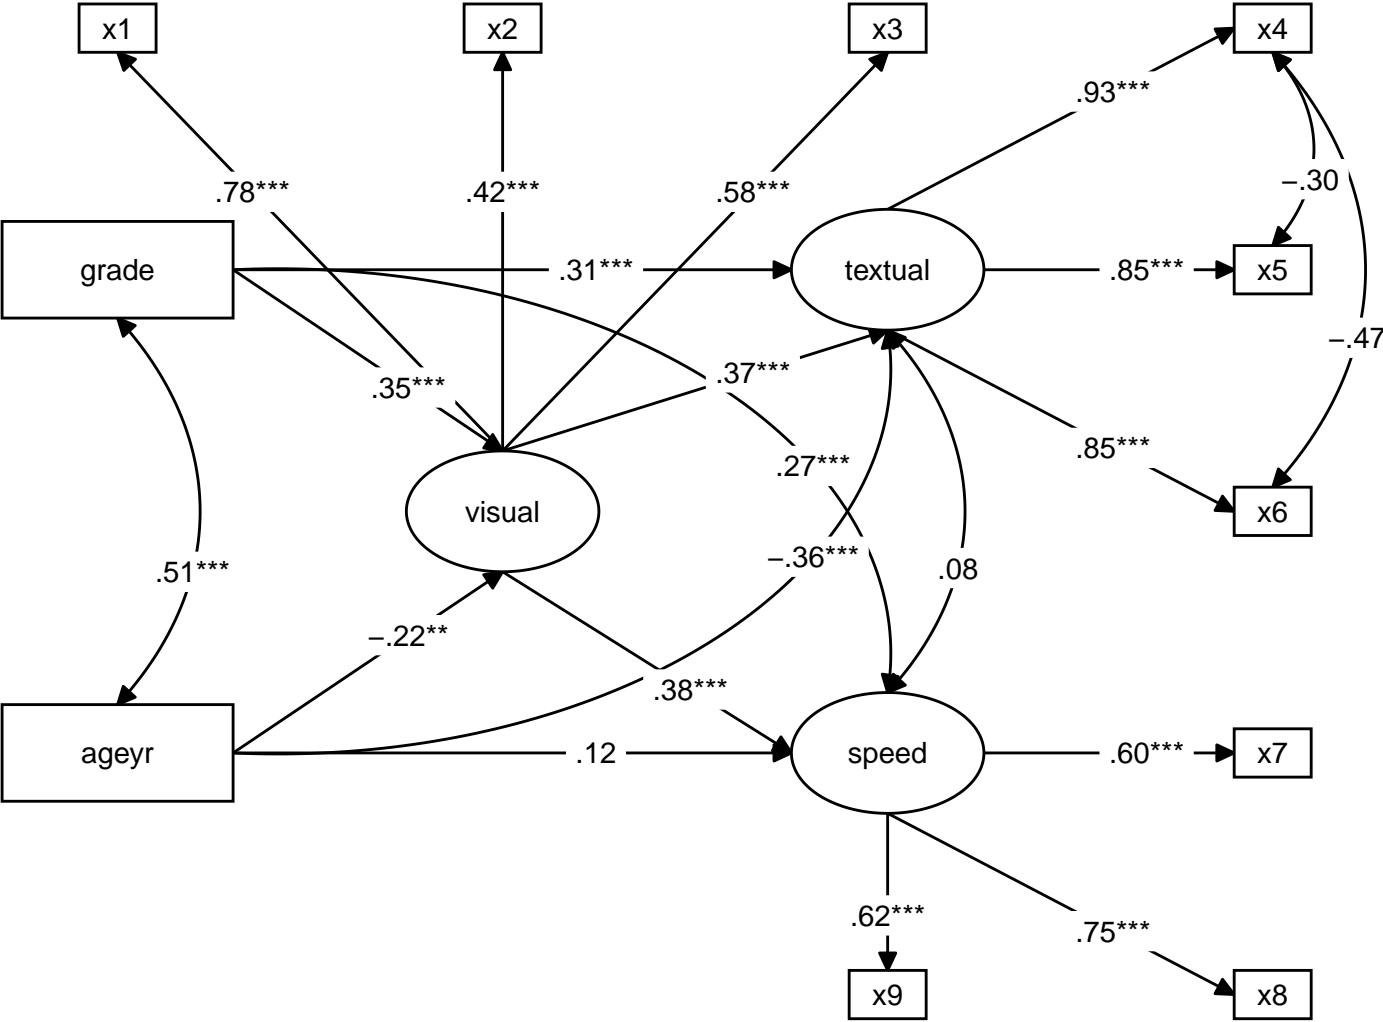 x1
x2
x3
x4
.93***
−.30
.78***
.42***
.58***
grade
.31***
textual
.85***
x5
−.47
.35***
.37***
.85***
.27***
visual
x6
−.36***
.08
.51***
−.22**
.38***
ageyr
.12
speed
.60***
x7
.62***
.75***
x9
x8